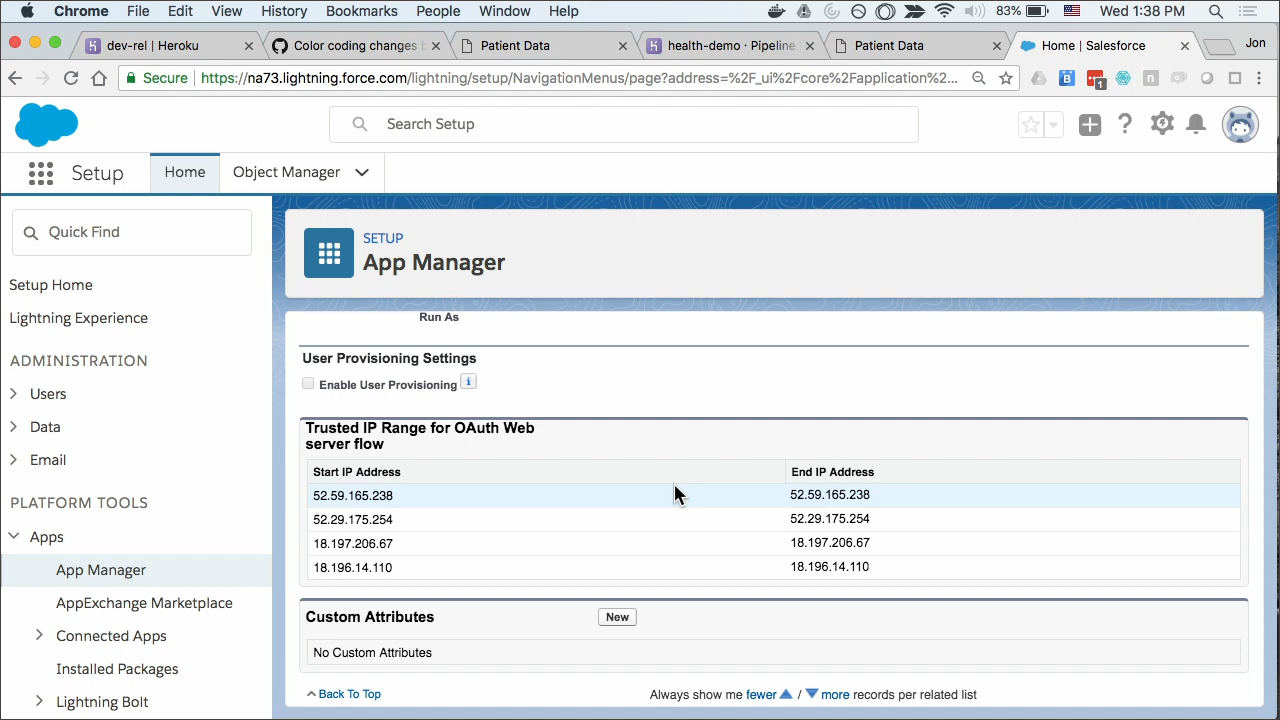 Chrome File Edit View History Bookmarks People Window Help 83% Wed 1:38 PM
dev-rel | Heroku Color coding changes Patient Data health-demo · Pipelin Patient Data Home | Salesforce Jon
Secure https://na73.lightning.force.com/lightning/setup/NavigationMenus/page?address=%2F_ui%2Fcore%2Fapplication%2... 1
Search Setup
Setup Home Object Manager
Quick Find
Setup Home
Lightning Experience
ADMINISTRATION
Users
Data
Email
PLATFORM TOOLS
Apps
App Manager
AppExchange Marketplace
Connected Apps
Installed Packages
Lightning Bolt
SETUP
App Manager
Run As
User Provisioning Settings
Enable User Provisioning i
Trusted IP Range for OAuth Web
server flow
Start IP Address End IP Address
52.59.165.238 52.59.165.238
52.29.175.254 52.29.175.254
18.197.206.67 18.197.206.67
18.196.14.110 18.196.14.110
Custom Attributes New
No Custom Attributes
Back To Top Always show me fewer / more records per related list